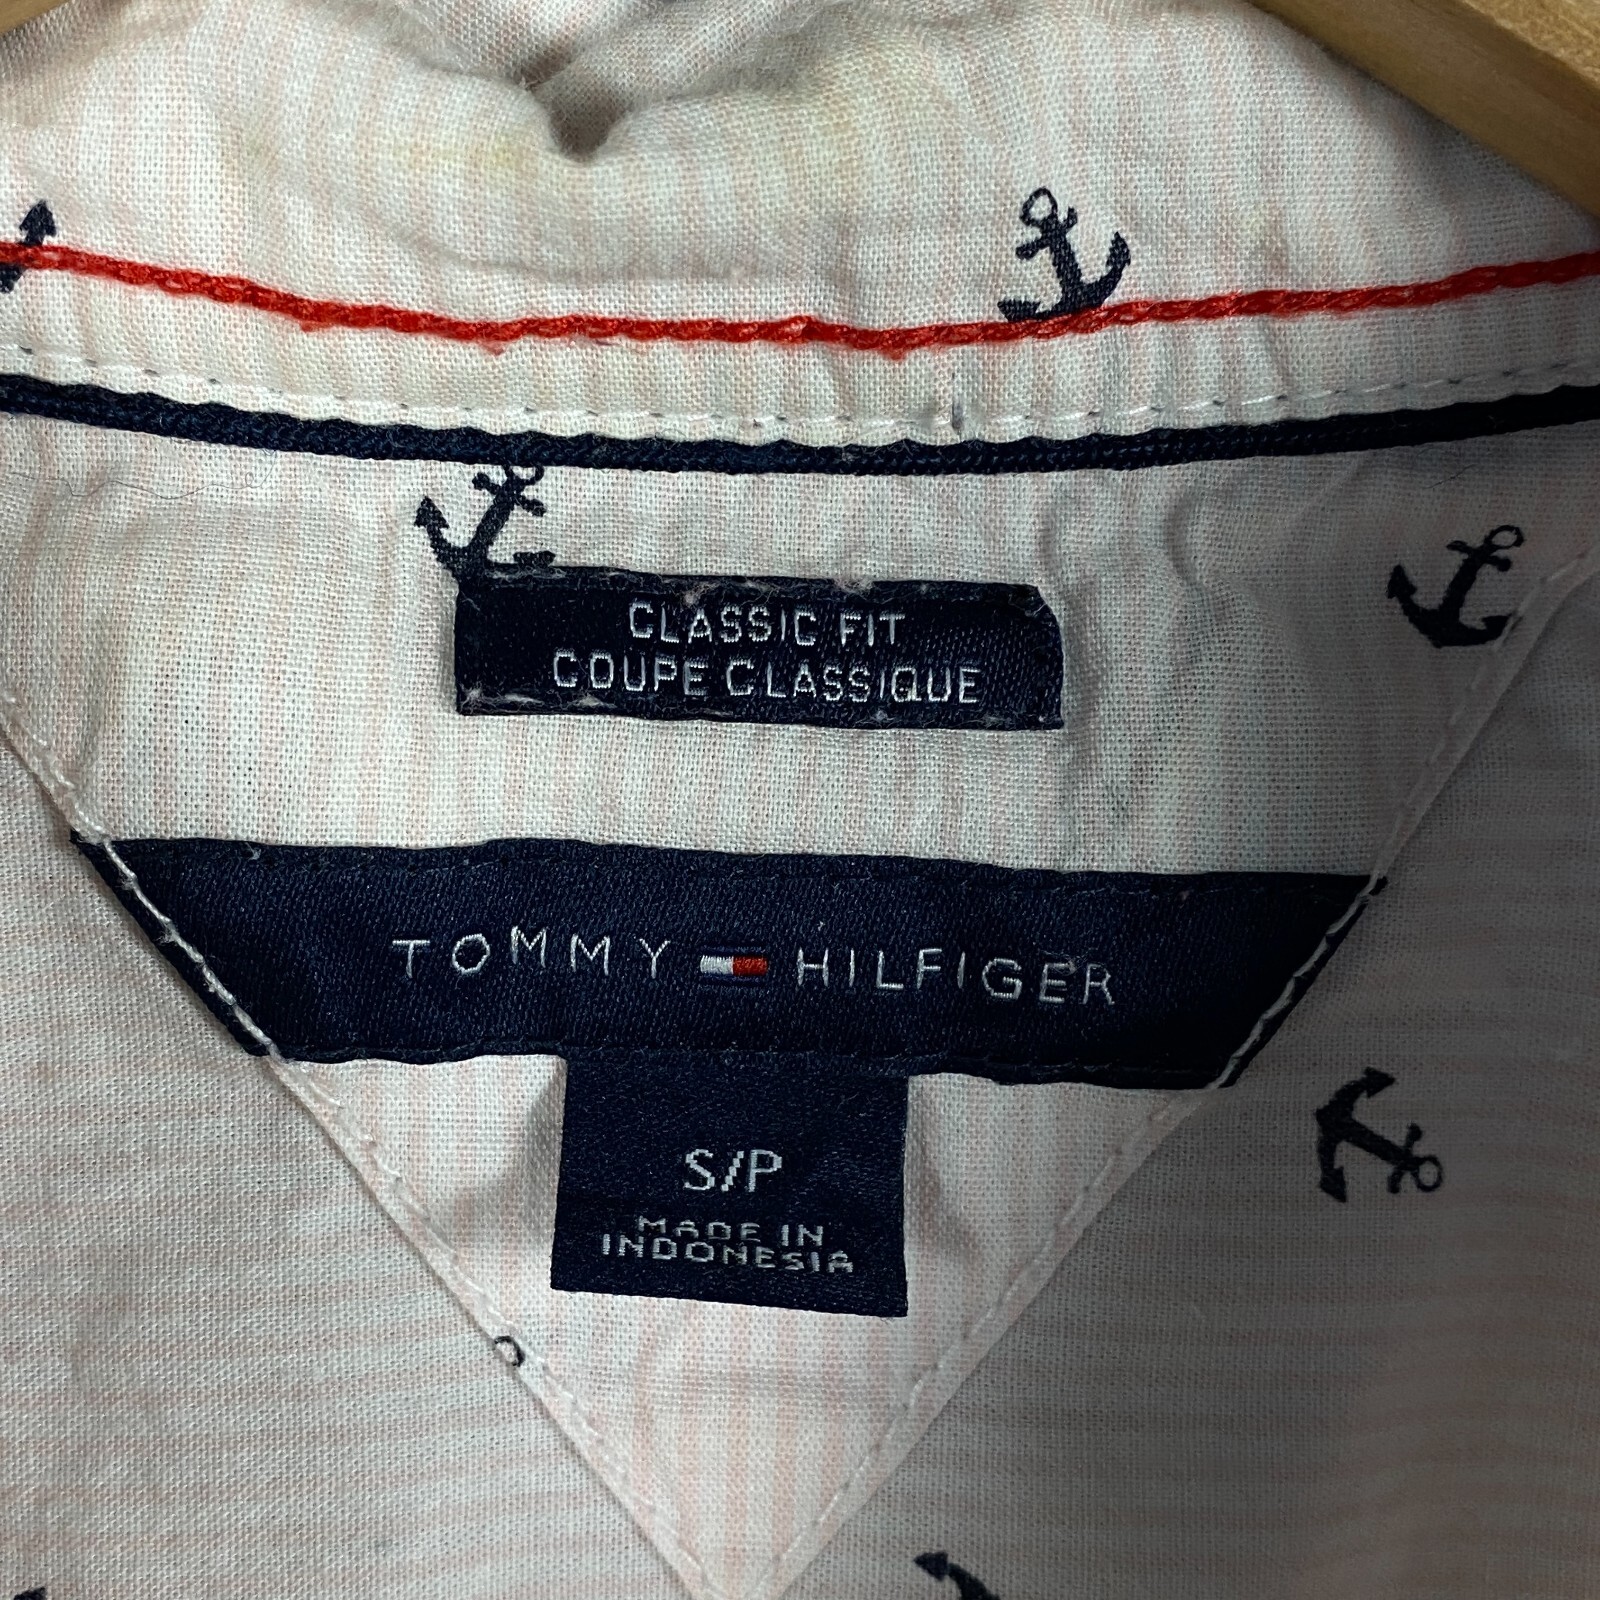 CLASSIC FIT
COUPE CLASSIQUE
TOMMY HILFIGER
S/P
MADE IN
INDONESIA